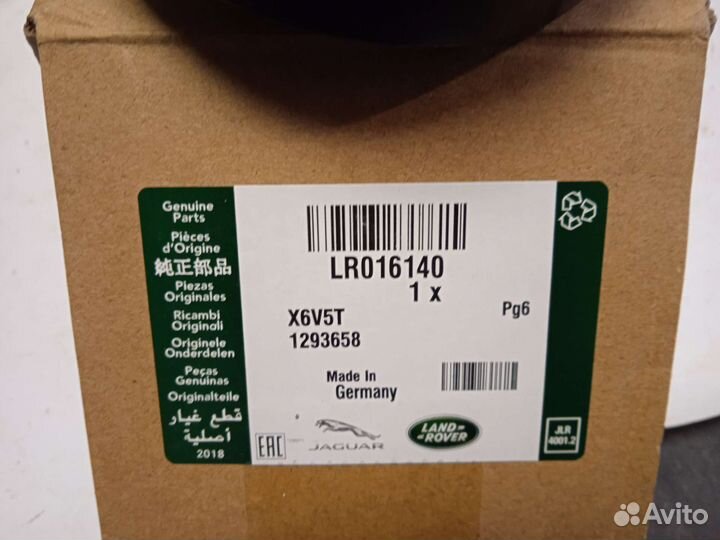 Genuine
Parts
Pièces
d'Origine
純正部品
Piezas
Originales
Ricambi
Originali
Originele
Onderdelen
Peças
Genuinas
Originalteile
قطع غيار
أصلية
2018
LR016140
1 x
X6V5T
1293658
Pg6
Made In
Germany
EAC
JAGUAR
LAND
ROVER
JLR
4001.2
Avito